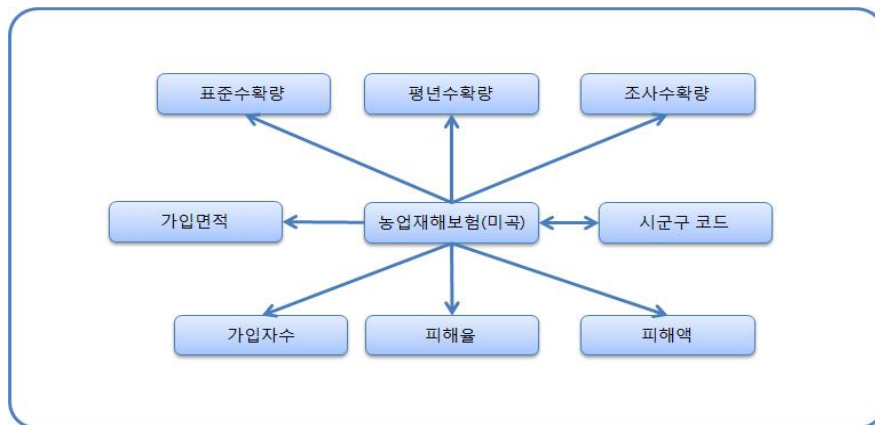 표준수확량
평년수확량
조사수확량
가입면적
농업재해보험(미곡)
시군구 코드
가입자수
피해율
피해액